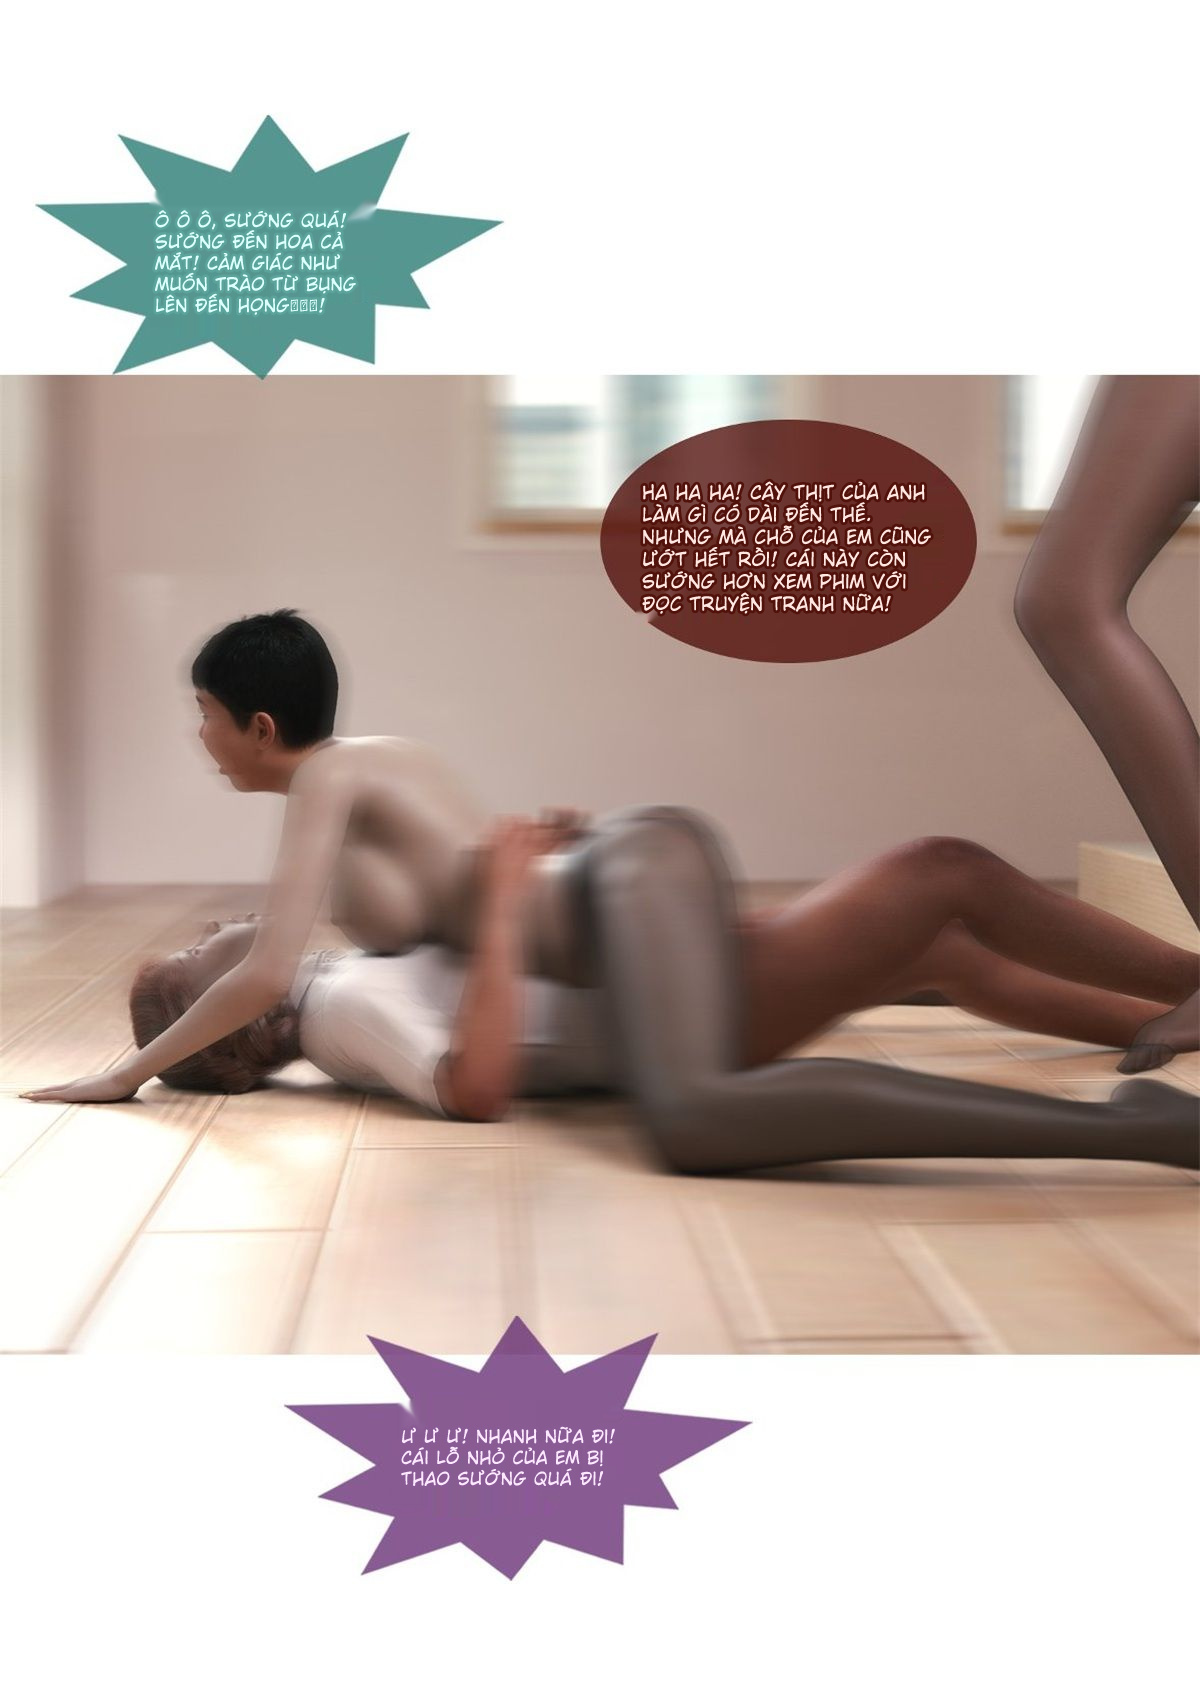 Ô Ô Ô, SƯỚNG QUÁ!
SƯỚNG ĐẾN HOA CẢ
MẮT! CẢM GIÁC NHƯ
MUỐN TRÀO TỪ BỤNG
LÊN ĐẾN HỌNG▯▯▯!
HA HA HA! CÂY THỊT CỦA ANH
LÀM GÌ CÓ DÀI ĐẾN THẾ.
NHƯNG MÀ CHỖ CỦA EM CŨNG
ƯỚT HẾT RỒI! CÁI NÀY CÒN
SƯỚNG HƠN XEM PHIM VỚI
ĐỌC TRUYỆN TRANH NỮA!
Ư Ư Ư! NHANH NỮA ĐI!
CÁI LỖ NHỎ CỦA EM BỊ
THAO SƯỚNG QUÁ ĐI!